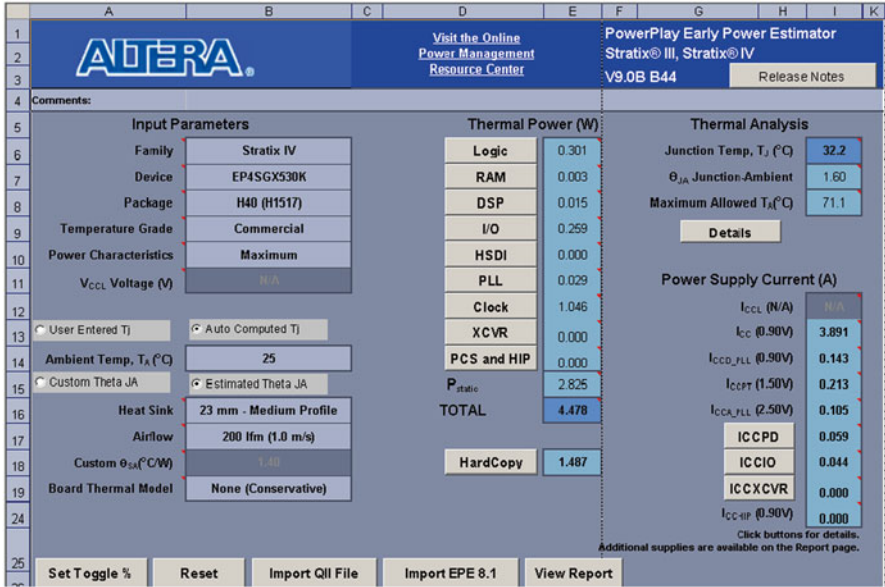 A B C D E F G H I K
1 Visit the Online PowerPlay Early Power Estimator
2 ALTERA® Power Management Stratix® III, Stratix® IV
3 Resource Center V9.0B B44 Release Notes
4 Comments:
5 Input Parameters Thermal Power (W) Thermal Analysis
6 Family Stratix IV Logic 0.301 Junction Temp, TJ (°C) 32.2
7 Device EP4SGX530K RAM 0.003 θJA Junction-Ambient 1.60
8 Package H40 (H1517) DSP 0.015 Maximum Allowed TA(°C) 71.1
9 Temperature Grade Commercial I/O 0.259 Details
10 Power Characteristics Maximum HSDI 0.000
11 VCCL Voltage (V) N/A PLL 0.029 Power Supply Current (A)
12 Clock 1.046 ICCL (N/A) N/A
13 User Entered Tj Auto Computed Tj XCVR 0.000 ICC (0.90V) 3.891
14 Ambient Temp, TA (°C) 25 PCS and HIP 0.000 ICCD_PLL (0.90V) 0.143
15 Custom Theta JA Estimated Theta JA Pstatic 2.825 ICCPT (1.50V) 0.213
16 Heat Sink 23 mm - Medium Profile TOTAL 4.478 ICCA_PLL (2.50V) 0.105
17 Airflow 200 lfm (1.0 m/s) ICCPD 0.059
18 Custom θSA(°C/W) 1.40 HardCopy 1.487 ICCIO 0.044
19 Board Thermal Model None (Conservative) ICCXCVR 0.000
24 ICCHIP (0.90V) 0.000
Click buttons for details.
Additional supplies are available on the Report page.
25 Set Toggle % Reset Import QII File Import EPE 8.1 View Report